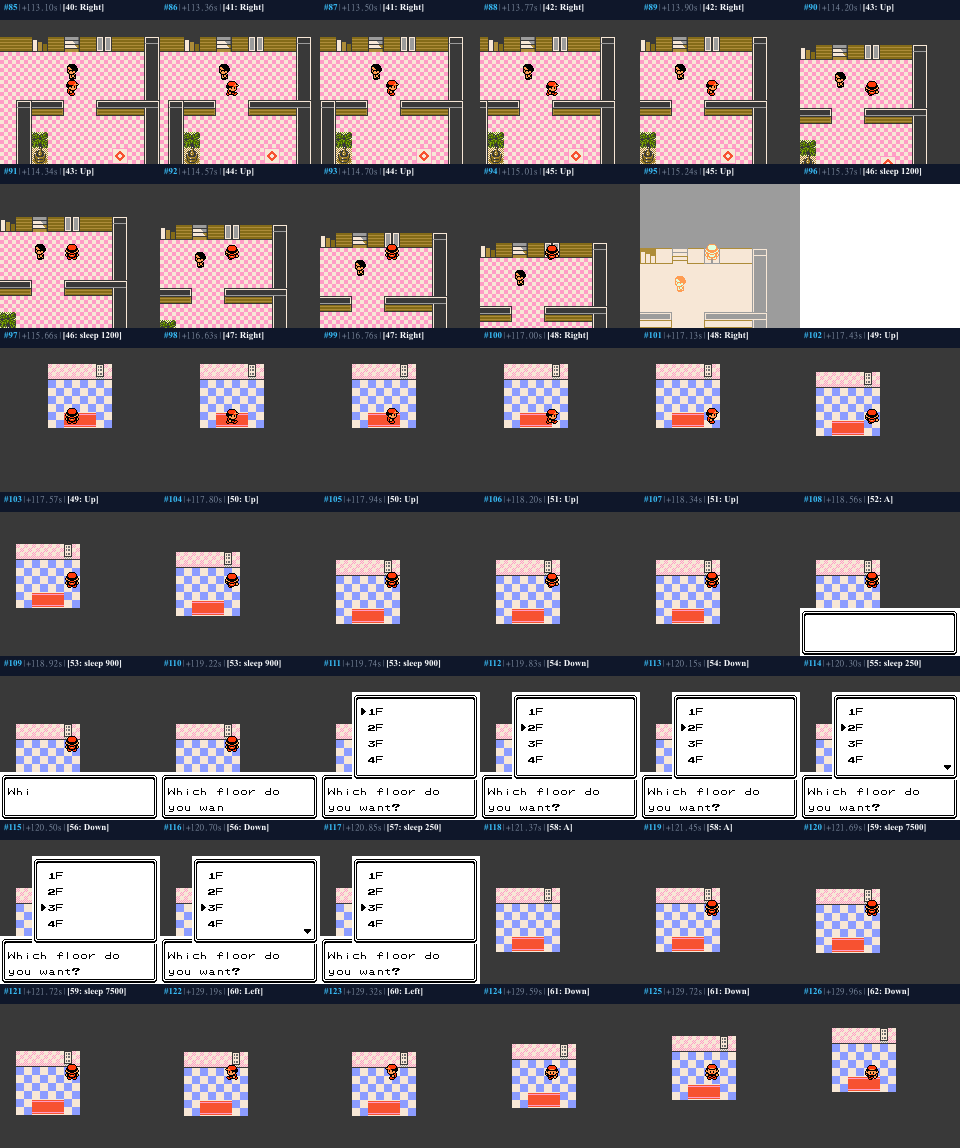 #85|+113.10s| [40: Right]
#86|+113.36s| [41: Right]
#87|+113.50s| [41: Right]
#88|+113.77s| [42: Right]
#89|+113.90s| [42: Right]
#90|+114.20s| [43: Up]
#91|+114.34s| [43: Up]
#92|+114.57s| [44: Up]
#93|+114.70s| [44: Up]
#94|+115.01s| [45: Up]
#95|+115.24s| [45: Up]
#96|+115.37s| [46: sleep 1200]
#97|+115.66s| [46: sleep 1200]
#98|+116.63s| [47: Right]
#99|+116.76s| [47: Right]
#100|+117.00s| [48: Right]
#101|+117.13s| [48: Right]
#102|+117.43s| [49: Up]
#103|+117.57s| [49: Up]
#104|+117.80s| [50: Up]
#105|+117.94s| [50: Up]
#106|+118.20s| [51: Up]
#107|+118.34s| [51: Up]
#108|+118.56s| [52: A]
#109|+118.92s| [53: sleep 900]
#110|+119.22s| [53: sleep 900]
#111|+119.74s| [53: sleep 900]
#112|+119.83s| [54: Down]
#113|+120.15s| [54: Down]
#114|+120.30s| [55: sleep 250]
Whi
Which floor do
you wan
1F
2F
3F
4F
Which floor do
you want?
1F
2F
3F
4F
Which floor do
you want?
1F
2F
3F
4F
Which floor do
you want?
1F
2F
3F
4F
Which floor do
you want?
#115|+120.50s| [56: Down]
#116|+120.70s| [56: Down]
#117|+120.85s| [57: sleep 250]
#118|+121.37s| [58: A]
#119|+121.45s| [58: A]
#120|+121.69s| [59: sleep 7500]
1F
2F
3F
4F
Which floor do
you want?
1F
2F
3F
4F
Which floor do
you want?
1F
2F
3F
4F
Which floor do
you want?
#121|+121.72s| [59: sleep 7500]
#122|+129.19s| [60: Left]
#123|+129.32s| [60: Left]
#124|+129.59s| [61: Down]
#125|+129.72s| [61: Down]
#126|+129.96s| [62: Down]